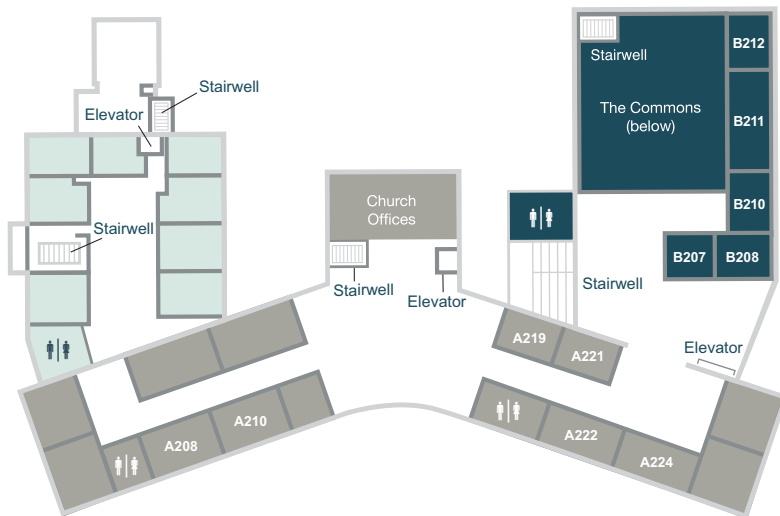 B212
Stairwell
Stairwell
Elevator
The Commons
(below)
B211
Church
Offices
B210
Stairwell
B207
B208
Stairwell
Stairwell
Elevator
A219
A221
Elevator
A210
A208
A222
A224